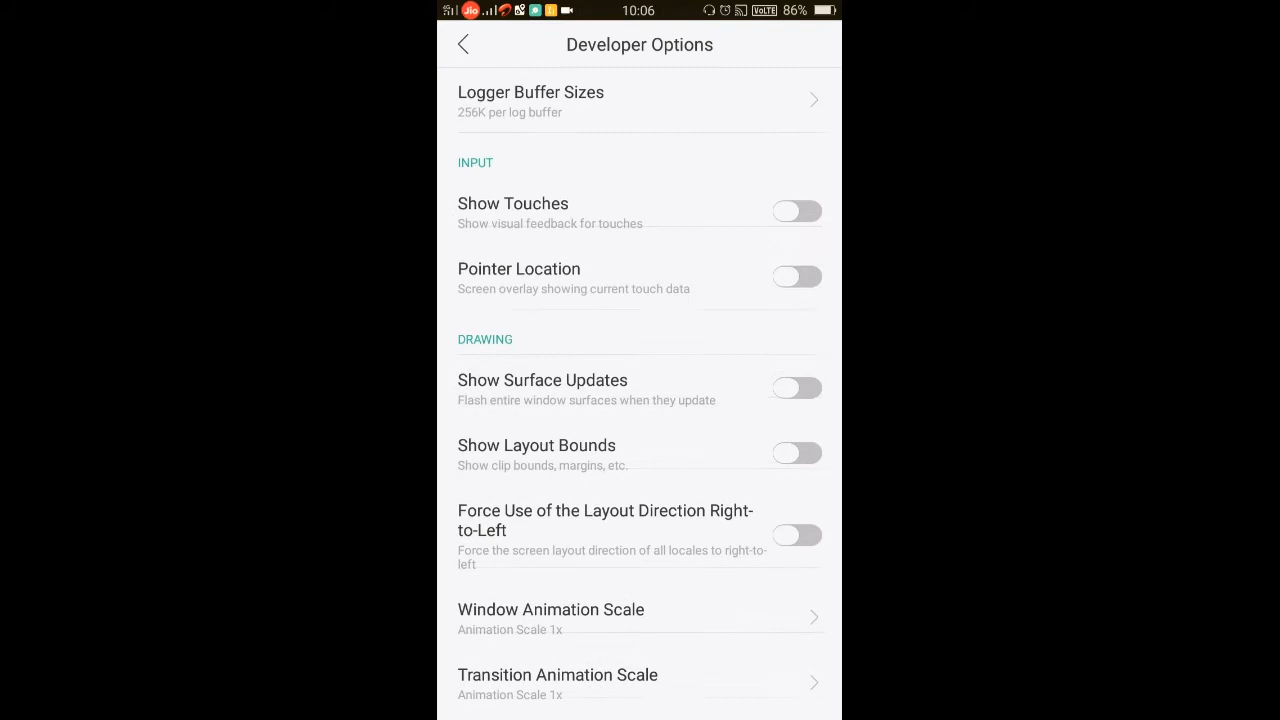 Jio 10:06 VoLTE 86%
Developer Options
Logger Buffer Sizes
256K per log buffer
INPUT
Show Touches
Show visual feedback for touches
Pointer Location
Screen overlay showing current touch data
DRAWING
Show Surface Updates
Flash entire window surfaces when they update
Show Layout Bounds
Show clip bounds, margins, etc.
Force Use of the Layout Direction Right-
to-Left
Force the screen layout direction of all locales to right-to-
left
Window Animation Scale
Animation Scale 1x
Transition Animation Scale
Animation Scale 1x